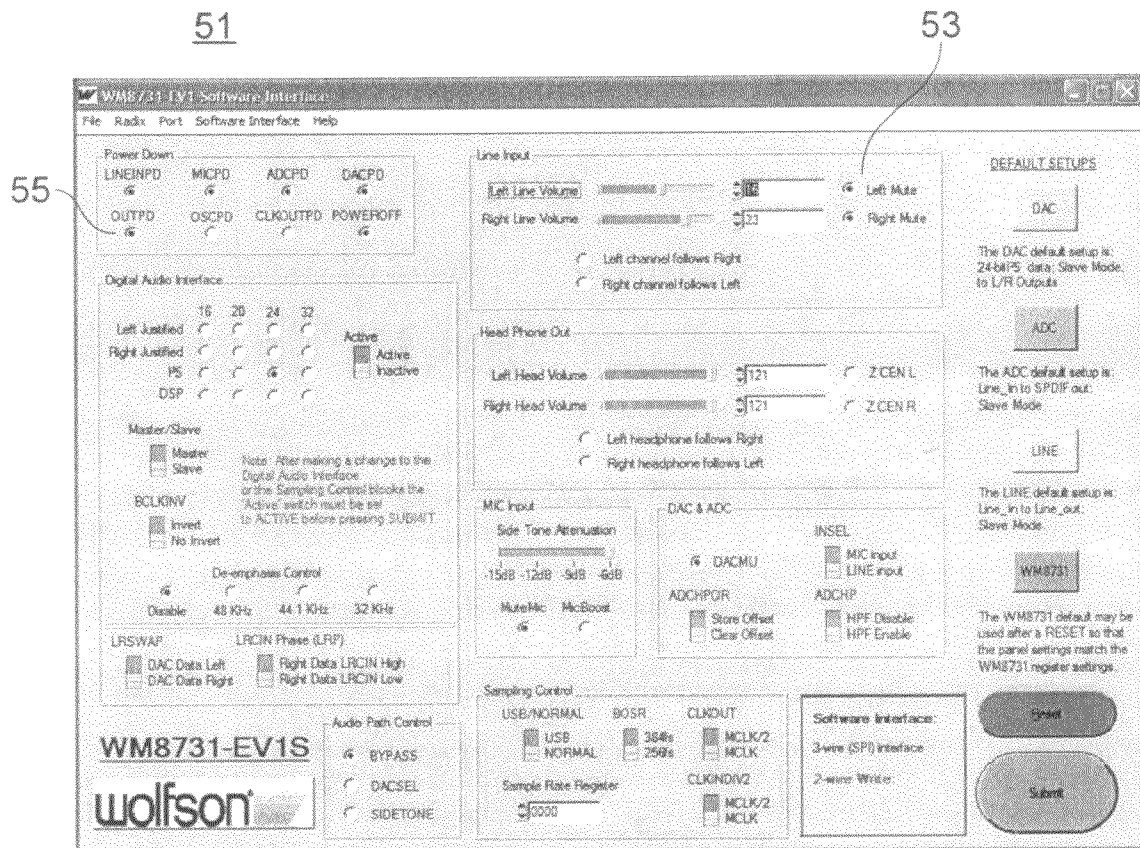 51
53
55
WM8731-EV1 Software Interface
File Radix Port Software Interface Help
Power Down
LINEINPD MICPD ADCPD DACPD
OUTPD OSCPD CLKOUTPD POWEROFF
Digital Audio Interface
16 20 24 32
Left Justified
Right Justified
I²S
DSP
Active
Active
Inactive
Master/Slave
Master
Slave
Note: After making a change to the
Digital Audio Interface
or the Sampling Control blocks the
'Active' switch must be set
to ACTIVE before pressing SUBMIT
BCLKINV
Invert
No Invert
De-emphasis Control
Disable 48 KHz 44.1 KHz 32 KHz
LRSWAP
DAC Data Left
DAC Data Right
LRCIN Phase (LRP)
Right Data LRCIN High
Right Data LRCIN Low
WM8731-EV1S
wolfson
Audio Path Control
BYPASS
DACSEL
SIDETONE
Line Input
Left Line Volume Left Mute
Right Line Volume 23 Right Mute
Left channel follows Right
Right channel follows Left
Head Phone Out
Left Head Volume 121 Z CEN L
Right Head Volume 121 Z CEN R
Left headphone follows Right
Right headphone follows Left
MIC Input
Side Tone Attenuation
-15dB -12dB -9dB -6dB
MuteMic MicBoost
DAC & ADC
DACMU
INSEL
MIC input
LINE input
ADCHPOR
Store Offset
Clear Offset
ADCHP
HPF Disable
HPF Enable
Sampling Control
USB/NORMAL BOSR CLKOUT
USB 384fs MCLK/2
NORMAL 256fs MCLK
Sample Rate Register
0000
CLKINDIV2
MCLK/2
MCLK
Software Interface:
3-wire (SPI) interface
2-wire Write
DEFAULT SETUPS
DAC
The DAC default setup is:
24-bit I²S data; Slave Mode;
to L/R Outputs
ADC
The ADC default setup is:
Line_In to SPDIF out;
Slave Mode
LINE
The LINE default setup is:
Line_in to Line_out;
Slave Mode.
WM8731
The WM8731 default may be
used after a RESET so that
the panel settings match the
WM8731 register settings.
Reset
Submit